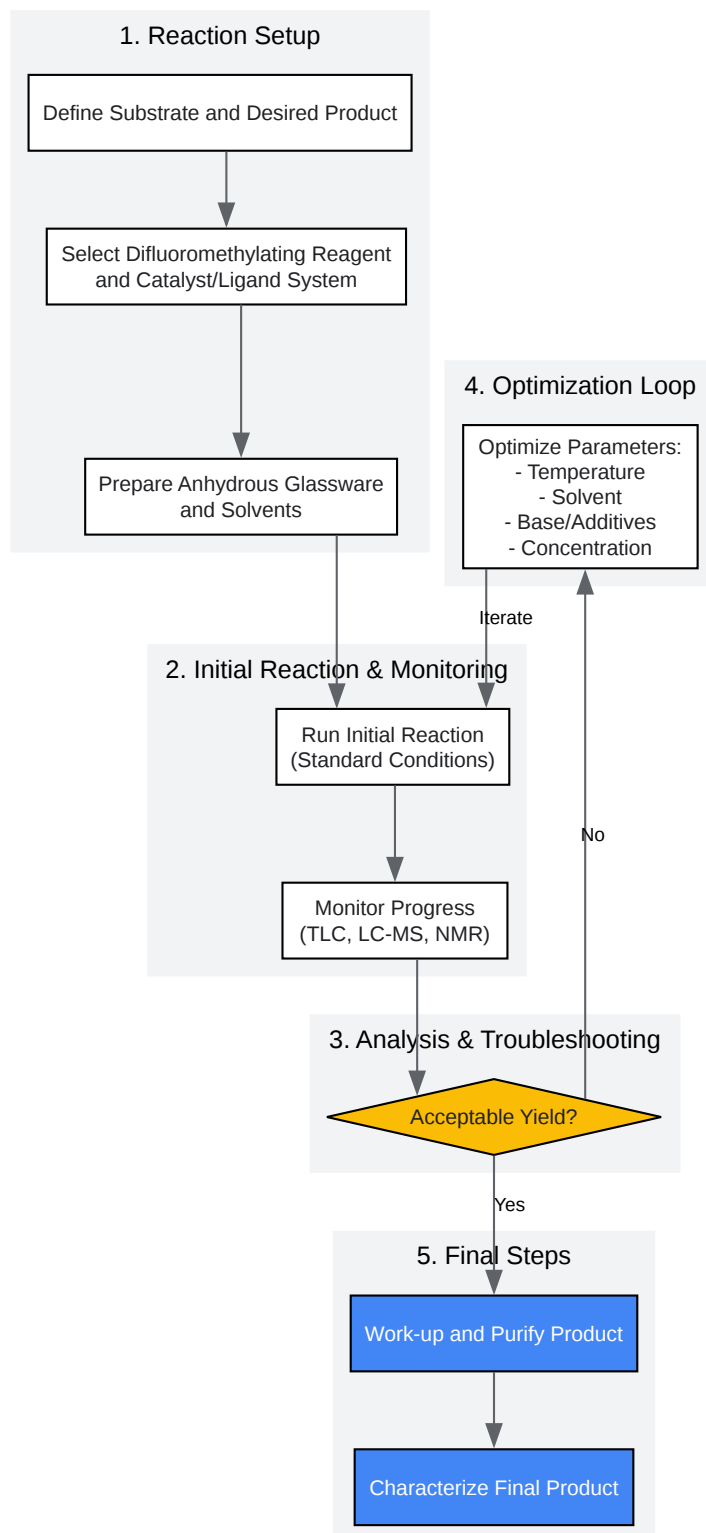 1. Reaction Setup
Define Substrate and Desired Product
Select Difluoromethylating Reagent
and Catalyst/Ligand System
Prepare Anhydrous Glassware
and Solvents
4. Optimization Loop
Optimize Parameters:
- Temperature
- Solvent
- Base/Additives
- Concentration
Iterate
2. Initial Reaction & Monitoring
Run Initial Reaction
(Standard Conditions)
No
Monitor Progress
(TLC, LC-MS, NMR)
3. Analysis & Troubleshooting
Acceptable Yield?
Yes
5. Final Steps
Work-up and Purify Product
Characterize Final Product